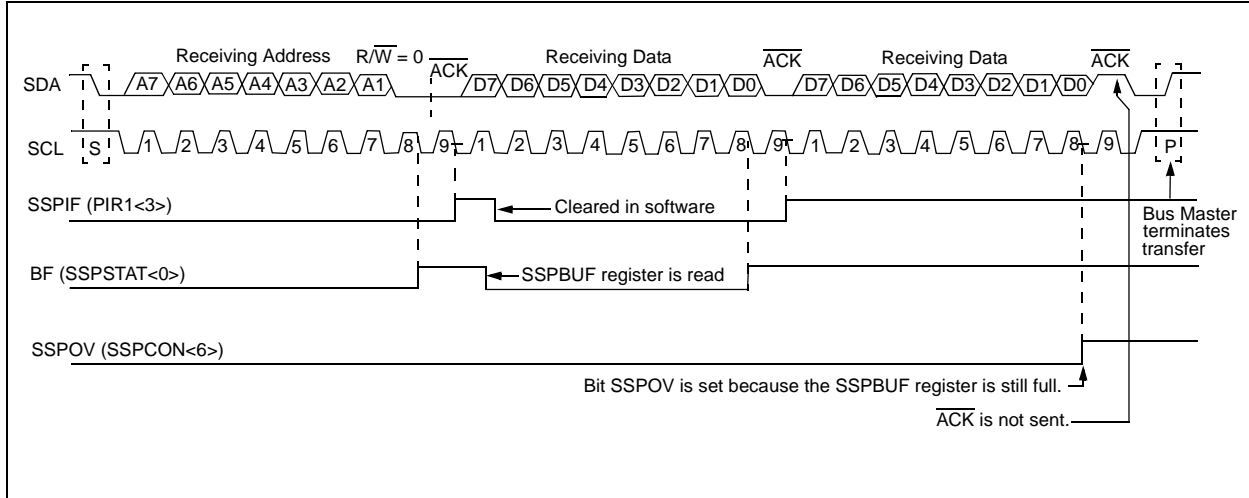 Receiving Address R/W̅ = 0 A̅C̅K̅ Receiving Data A̅C̅K̅ Receiving Data A̅C̅K̅
SDA A7 A6 A5 A4 A3 A2 A1 D7 D6 D5 D4 D3 D2 D1 D0 D7 D6 D5 D4 D3 D2 D1 D0
SCL S 1 2 3 4 5 6 7 8 9 1 2 3 4 5 6 7 8 9 1 2 3 4 5 6 7 8 9 P
SSPIF (PIR1<3>)
Cleared in software
Bus Master
terminates
transfer
BF (SSPSTAT<0>)
SSPBUF register is read
SSPOV (SSPCON<6>)
Bit SSPOV is set because the SSPBUF register is still full.
A̅C̅K̅ is not sent.